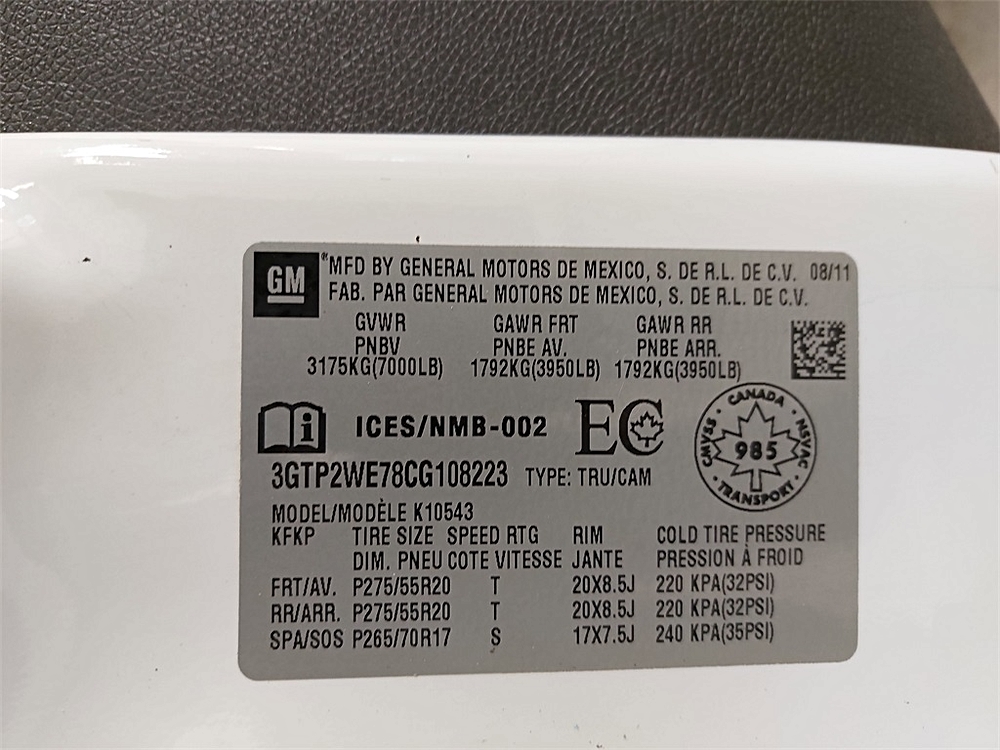 GM
MFD BY GENERAL MOTORS DE MEXICO, S. DE R.L. DE C.V. 08/11
FAB. PAR GENERAL MOTORS DE MEXICO, S. DE R.L. DE C.V.
GVWR GAWR FRT GAWR RR
PNBV PNBE AV. PNBE ARR.
3175KG(7000LB) 1792KG(3950LB) 1792KG(3950LB)
i ICES/NMB-002 EC
CANADA
CMVSS 985 NSVAC
TRANSPORT
3GTP2WE78CG108223 TYPE: TRU/CAM
MODEL/MODÈLE K10543
KFKP TIRE SIZE SPEED RTG RIM COLD TIRE PRESSURE
DIM. PNEU COTE VITESSE JANTE PRESSION À FROID
FRT/AV. P275/55R20 T 20X8.5J 220 KPA(32PSI)
RR/ARR. P275/55R20 T 20X8.5J 220 KPA(32PSI)
SPA/SOS P265/70R17 S 17X7.5J 240 KPA(35PSI)